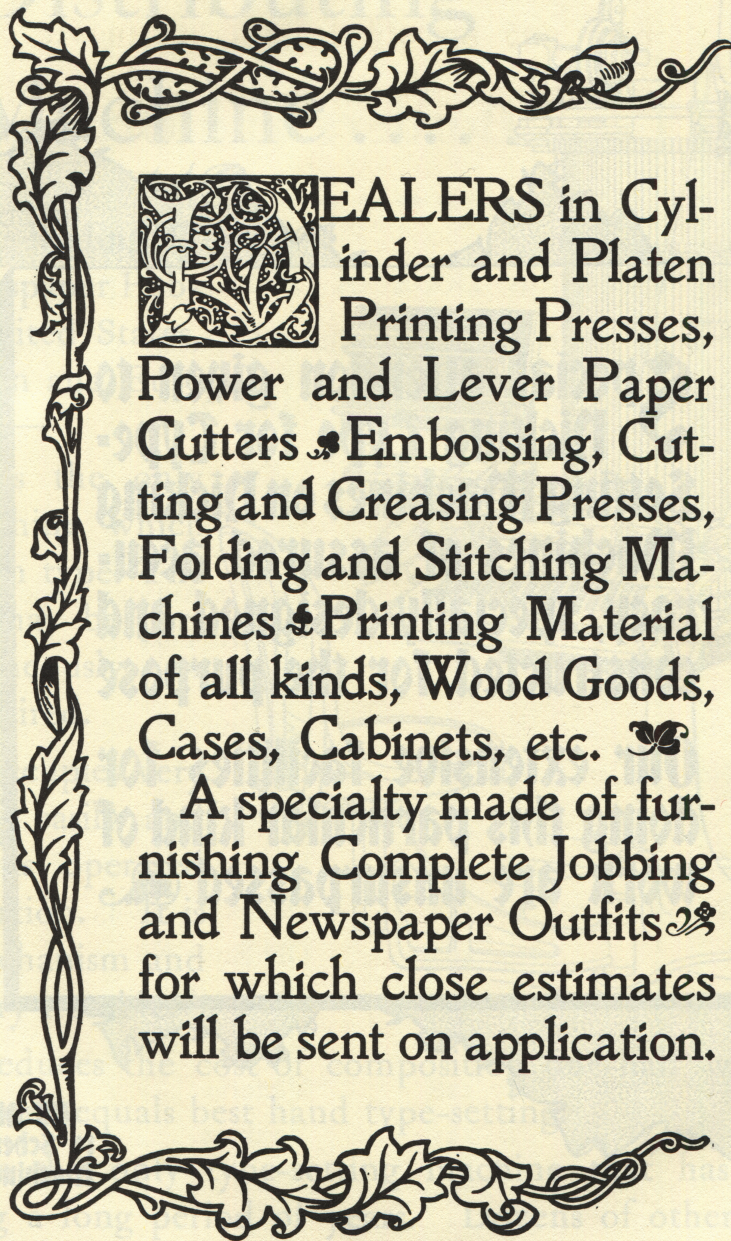 DEALERS in Cyl-
inder and Platen
Printing Presses,
Power and Lever Paper
Cutters Embossing, Cut-
ting and Creasing Presses,
Folding and Stitching Ma-
chines Printing Material
of all kinds, Wood Goods,
Cases, Cabinets, etc.
A specialty made of fur-
nishing Complete Jobbing
and Newspaper Outfits
for which close estimates
will be sent on application.